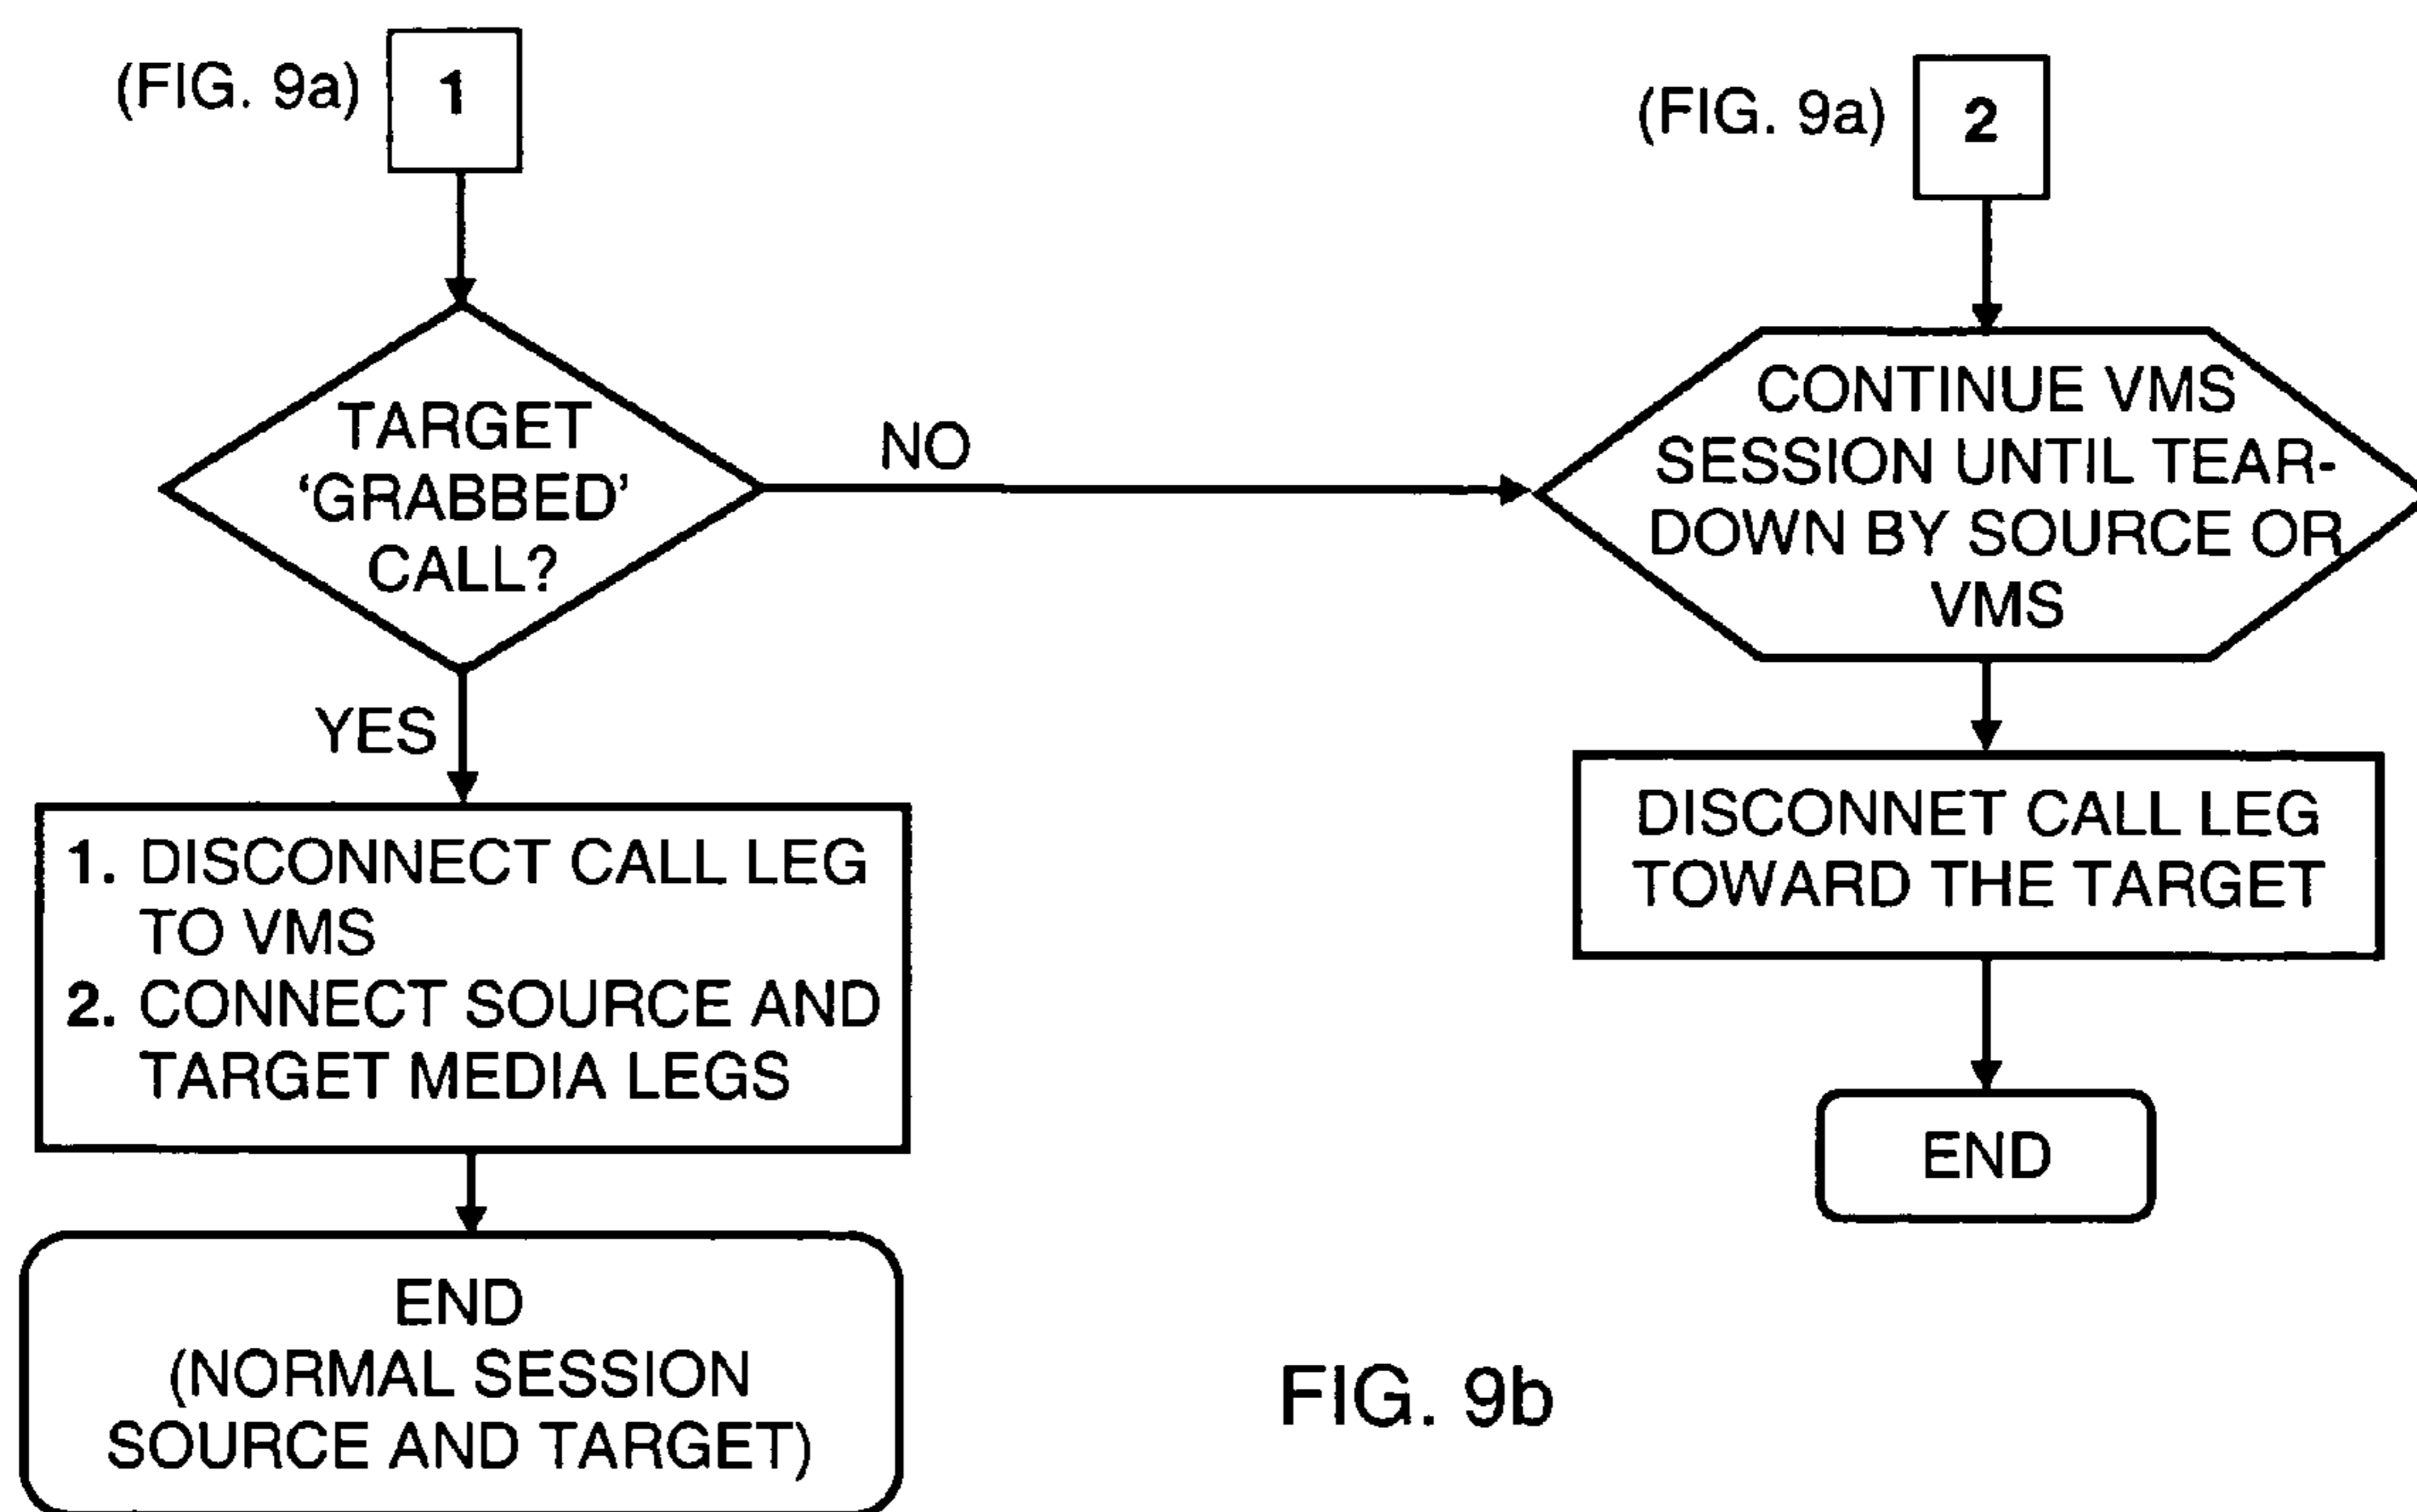 (FIG. 9a)
1
TARGET
‘GRABBED’
CALL?
NO
YES
1. DISCONNECT CALL LEG
TO VMS
2. CONNECT SOURCE AND
TARGET MEDIA LEGS
END
(NORMAL SESSION
SOURCE AND TARGET)
(FIG. 9a)
2
CONTINUE VMS
SESSION UNTIL TEAR-
DOWN BY SOURCE OR
VMS
DISCONNET CALL LEG
TOWARD THE TARGET
END
FIG. 9b